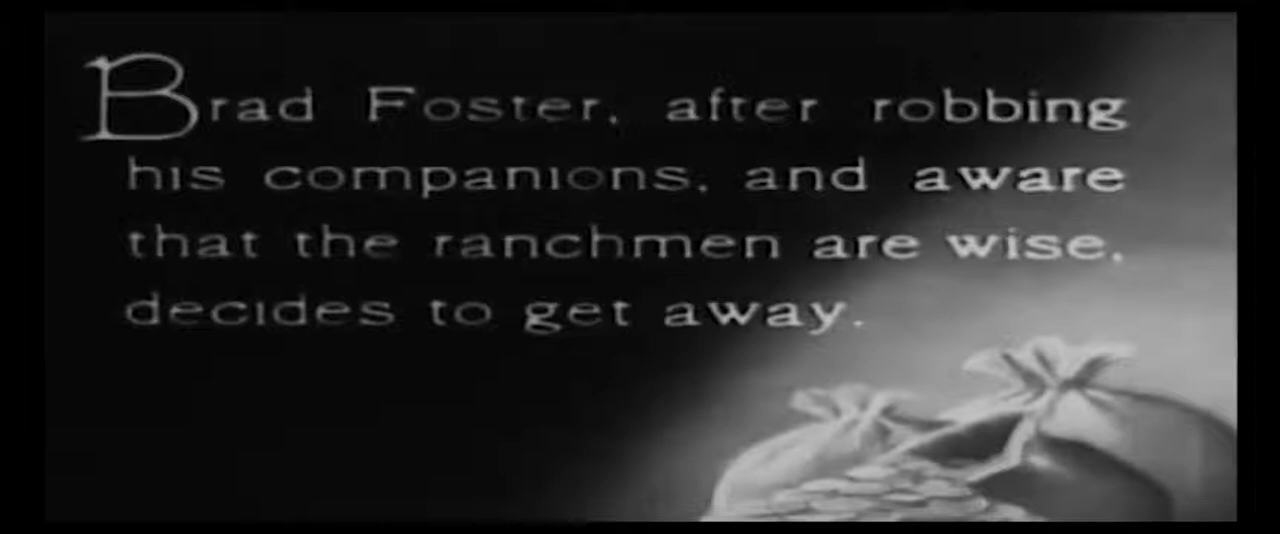 Brad Foster, after robbing
his companions, and aware
that the ranchmen are wise,
decides to get away.